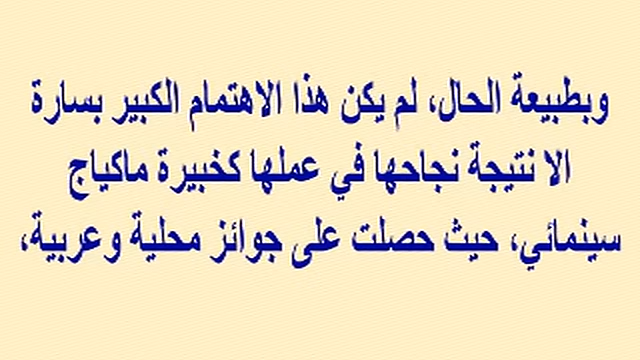 وبطبيعة الحال، لم يكن هذا الاهتمام الكبير بسارة
الا نتيجة نجاحها في عملها كخبيرة ماكياج
سينمائي، حيث حصلت على جوائز محلية وعربية،